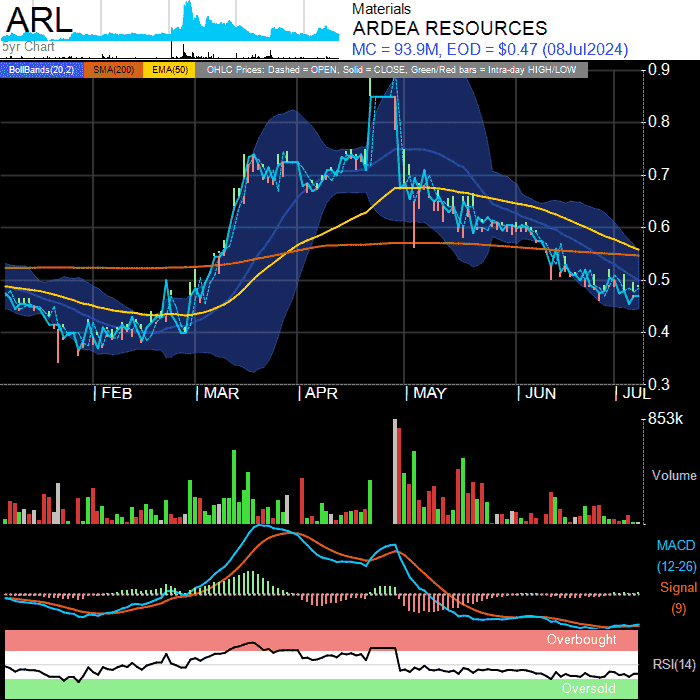 ARL
5yr Chart
Materials
ARDEA RESOURCES
MC = 93.9M, EOD = $0.47 (08Jul2024)
BollBands(20,2) SMA(200) EMA(50) OHLC Prices: Dashed = OPEN, Solid = CLOSE, Green/Red bars = Intra-day HIGH/LOW
0.9
0.8
0.7
0.6
0.5
0.4
0.3
| FEB | MAR | APR | MAY | JUN | JUL
853k
Volume
MACD
(12-26)
Signal
(9)
Overbought
RSI(14)
Oversold